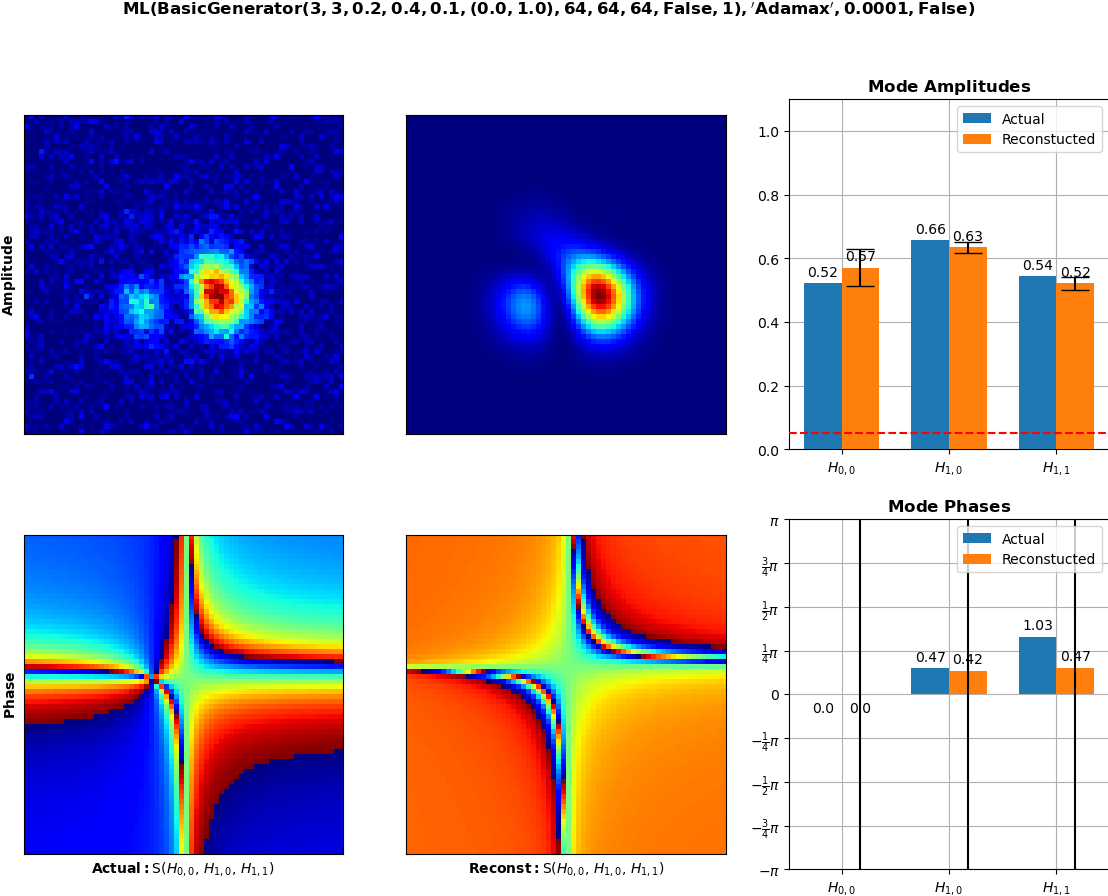 ML(BasicGenerator(3, 3, 0.2, 0.4, 0.1, (0.0, 1.0), 64, 64, 64, False, 1), ′Adamax′, 0.0001, False)
Amplitude
Mode Amplitudes
Actual
Reconstucted
1.0
0.8
0.6
0.4
0.2
0.0
0.52
0.57
0.66
0.63
0.54
0.52
H0,0
H1,0
H1,1
Phase
Actual: S(H0,0, H1,0, H1,1)
Reconst: S(H0,0, H1,0, H1,1)
Mode Phases
Actual
Reconstucted
π
3/4π
1/2π
1/4π
0
−1/4π
−1/2π
−3/4π
−π
0.0
0.0
0.47
0.42
1.03
0.47
H0,0
H1,0
H1,1